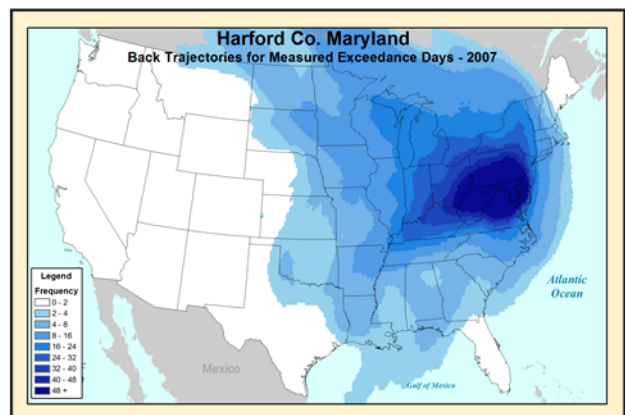 Harford Co. Maryland
Back Trajectories for Measured Exceedance Days - 2007
Legend
Frequency
0 - 2
2 - 4
4 - 8
8 - 16
16 - 24
24 - 32
32 - 40
40 - 48
48 +
Atlantic
Ocean
Mexico
Gulf of Mexico